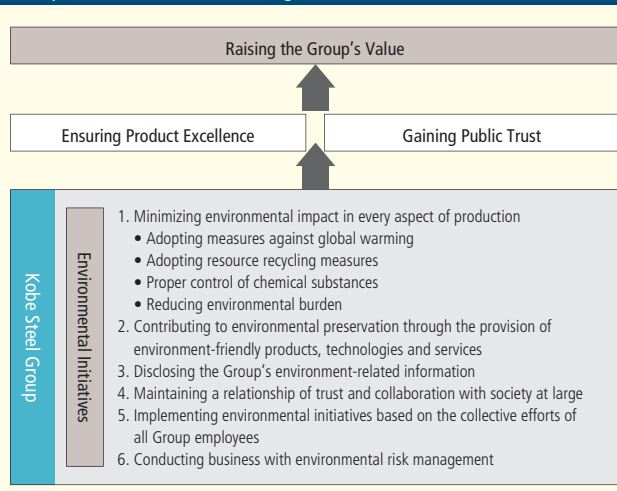 Raising the Group's Value
Ensuring Product Excellence
Gaining Public Trust
Kobe Steel Group
Environmental Initiatives
1. Minimizing environmental impact in every aspect of production
• Adopting measures against global warming
• Adopting resource recycling measures
• Proper control of chemical substances
• Reducing environmental burden
2. Contributing to environmental preservation through the provision of
environment-friendly products, technologies and services
3. Disclosing the Group's environment-related information
4. Maintaining a relationship of trust and collaboration with society at large
5. Implementing environmental initiatives based on the collective efforts of
all Group employees
6. Conducting business with environmental risk management